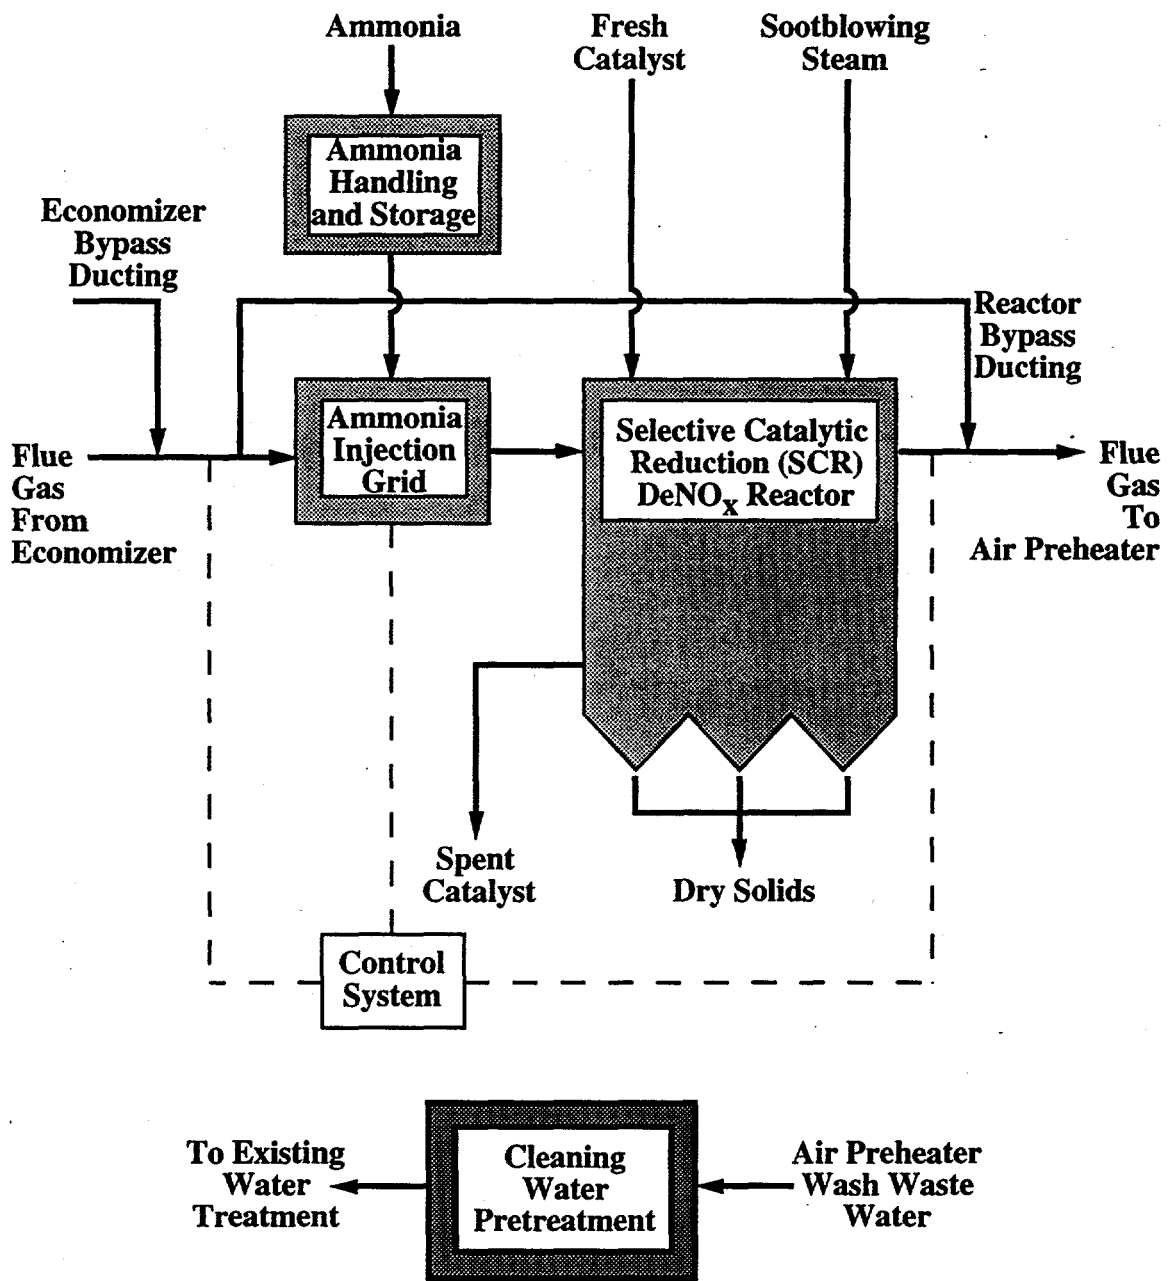 Ammonia
Fresh
Catalyst
Sootblowing
Steam
Ammonia
Handling
and Storage
Economizer
Bypass
Ducting
Reactor
Bypass
Ducting
Flue
Gas
From
Economizer
Ammonia
Injection
Grid
Selective Catalytic
Reduction (SCR)
DeNOx Reactor
Flue
Gas
To
Air Preheater
Spent
Catalyst
Dry Solids
Control
System
To Existing
Water
Treatment
Cleaning
Water
Pretreatment
Air Preheater
Wash Waste
Water